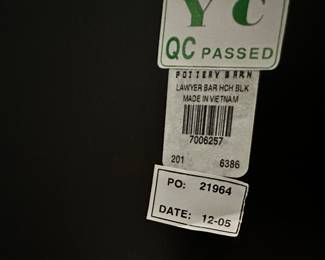 YC
QC PASSED
POTTERY BARN
LAWYER BAR HCH BLK
MADE IN VIETNAM
7006257
201 6386
PO: 21964
DATE: 12-05